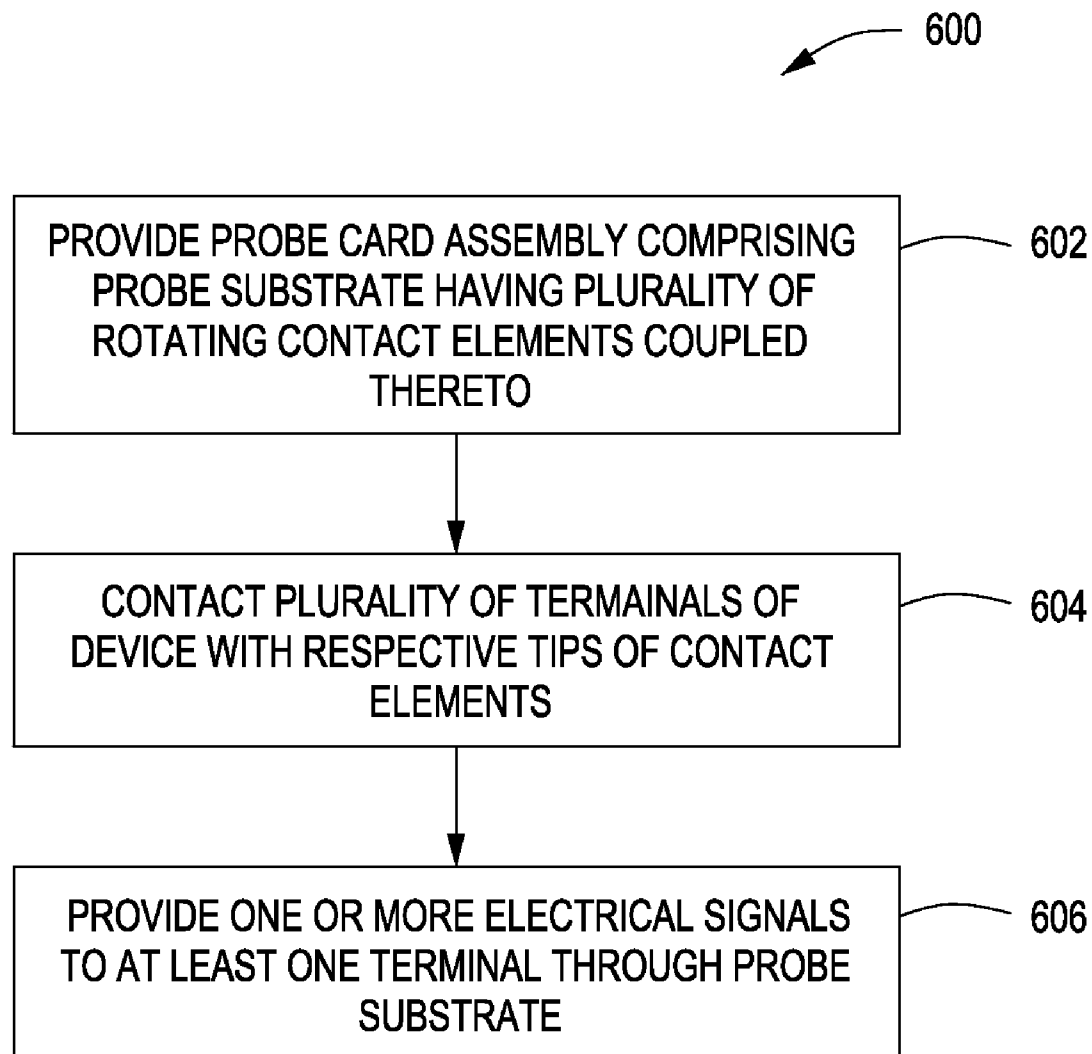 600
PROVIDE PROBE CARD ASSEMBLY COMPRISING
PROBE SUBSTRATE HAVING PLURALITY OF
ROTATING CONTACT ELEMENTS COUPLED
THERETO
602
CONTACT PLURALITY OF TERMAINALS OF
DEVICE WITH RESPECTIVE TIPS OF CONTACT
ELEMENTS
604
PROVIDE ONE OR MORE ELECTRICAL SIGNALS
TO AT LEAST ONE TERMINAL THROUGH PROBE
SUBSTRATE
606